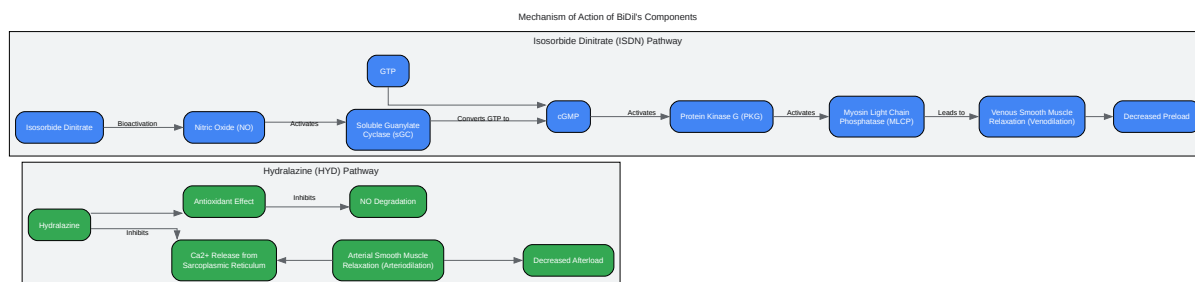 Mechanism of Action of BiDil's Components
Isosorbide Dinitrate (ISDN) Pathway
GTP
Isosorbide Dinitrate
Bioactivation
Nitric Oxide (NO)
Activates
Soluble Guanylate
Cyclase (sGC)
Converts GTP to
cGMP
Activates
Protein Kinase G (PKG)
Activates
Myosin Light Chain
Phosphatase (MLCP)
Leads to
Venous Smooth Muscle
Relaxation (Venodilation)
Decreased Preload
Hydralazine (HYD) Pathway
Hydralazine
Antioxidant Effect
Inhibits
NO Degradation
Inhibits
Ca2+ Release from
Sarcoplasmic Reticulum
Arterial Smooth Muscle
Relaxation (Arteriodilation)
Decreased Afterload